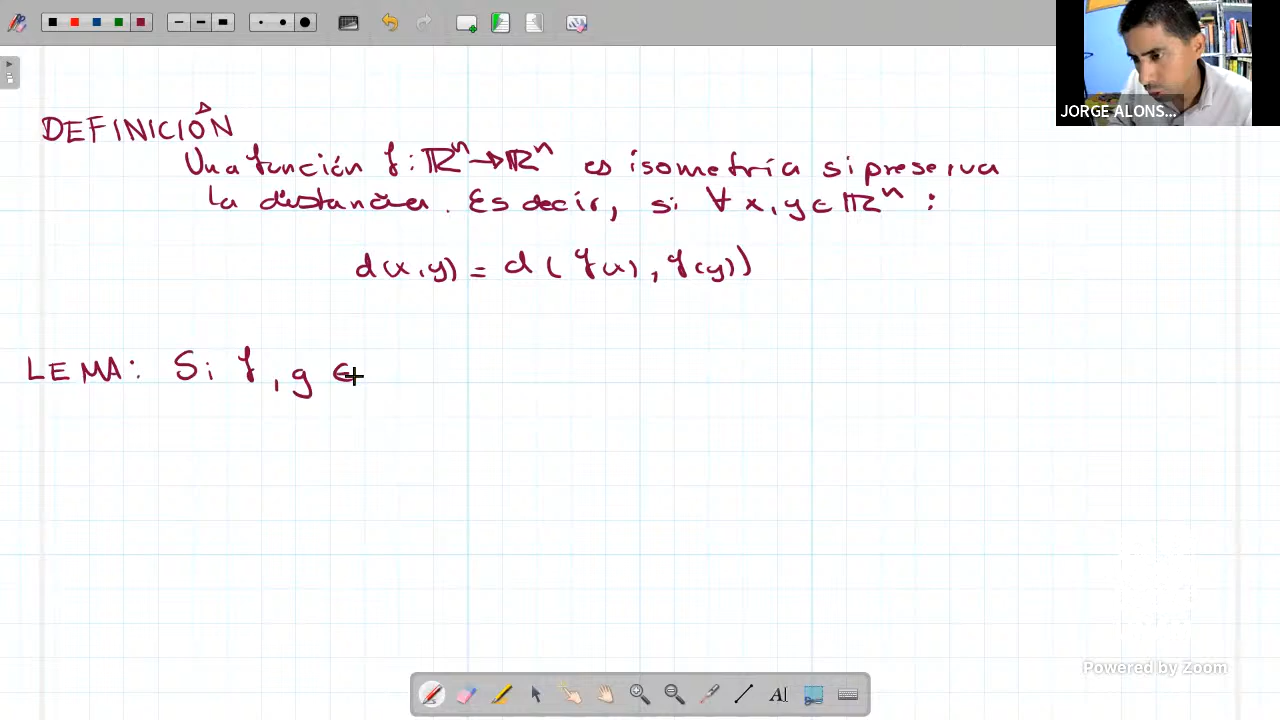 JORGE ALONS...
DEFINICIÓN
Una función f : ℝⁿ → ℝⁿ es isometría si preserva
la distancia. Es decir, si ∀ x, y ∈ ℝⁿ :
d(x,y) = d( f(x), f(y))
LEMA: Si f, g ∈
Powered by Zoom